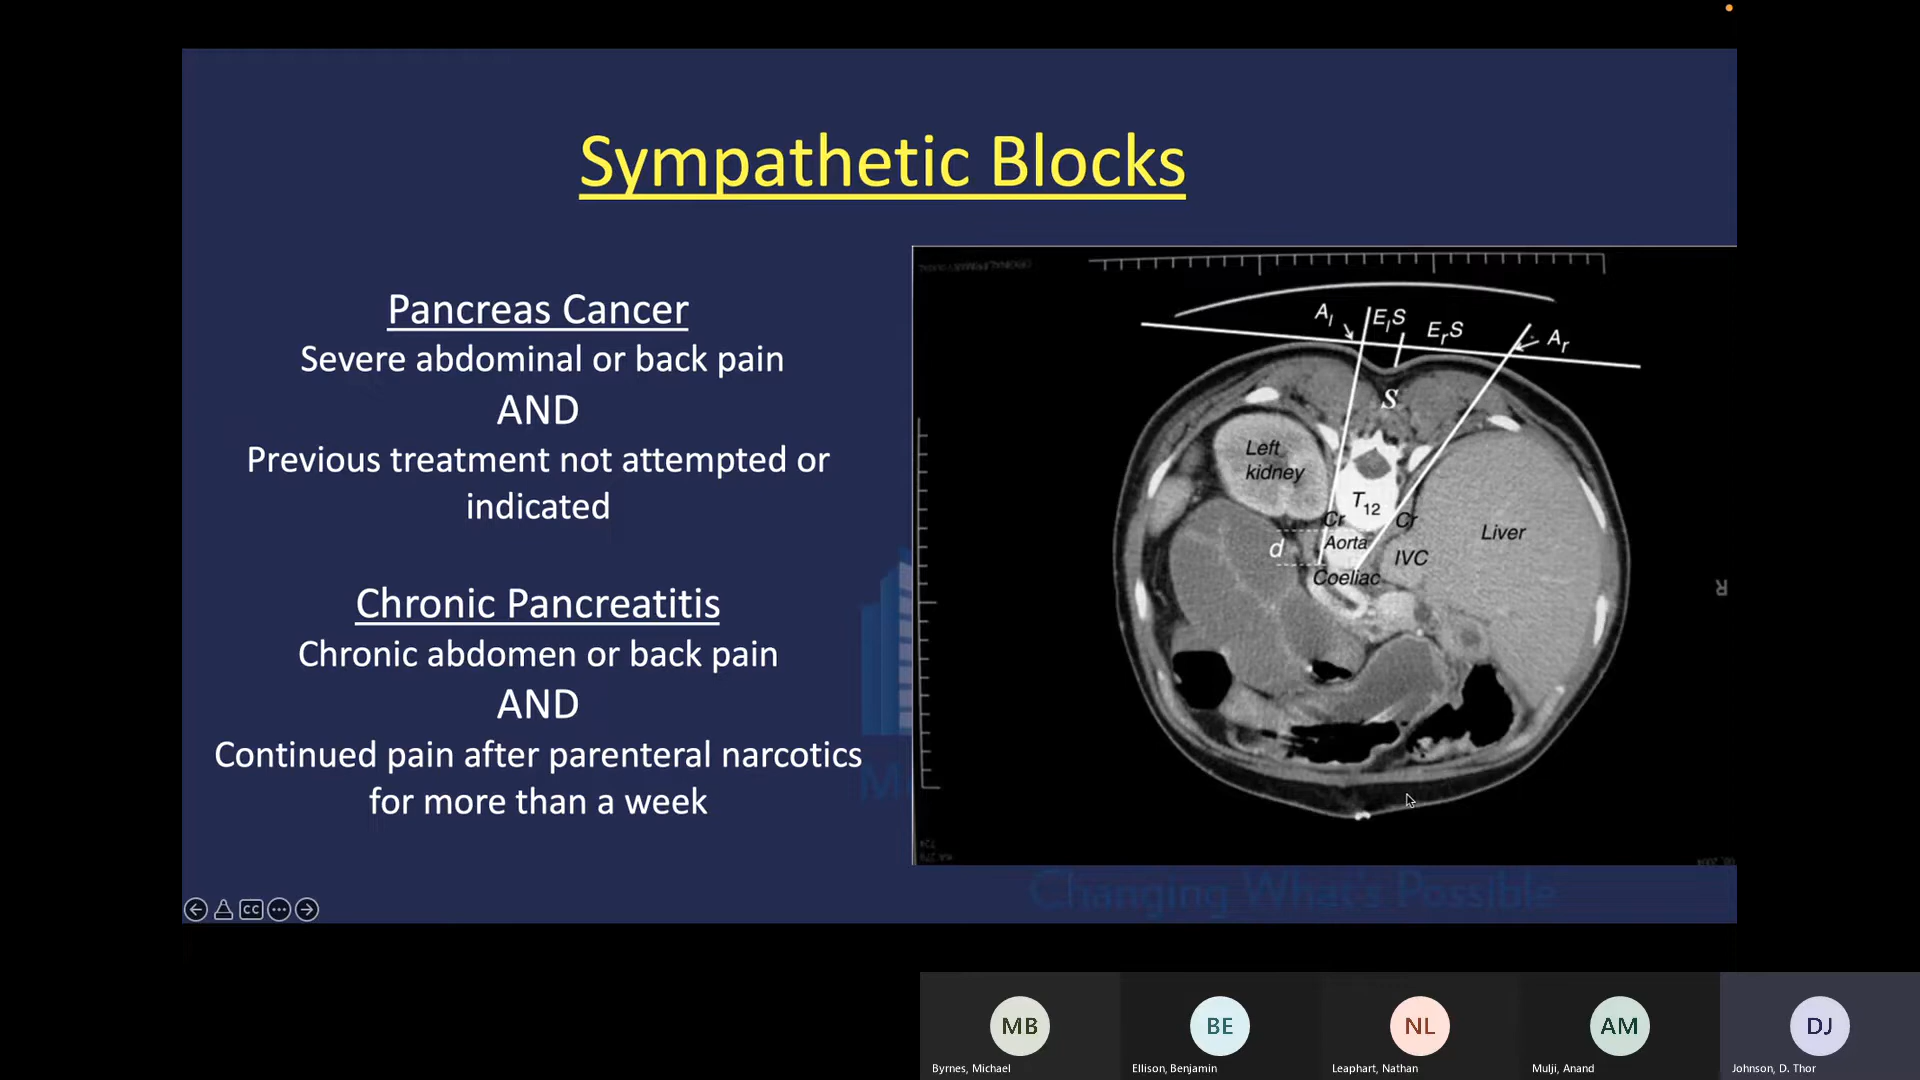 Sympathetic Blocks
Pancreas Cancer
Severe abdominal or back pain
AND
Previous treatment not attempted or
indicated
Chronic Pancreatitis
Chronic abdomen or back pain
AND
Continued pain after parenteral narcotics
for more than a week
Al
ElS
ErS
Ar
S
Left
kidney
T12
Cr
Cr
Aorta
d
IVC
Liver
Coeliac
R
Changing What's Possible
CC
MB
BE
NL
AM
DJ
Byrnes, Michael
Ellison, Benjamin
Leaphart, Nathan
Mulji, Anand
Johnson, D. Thor